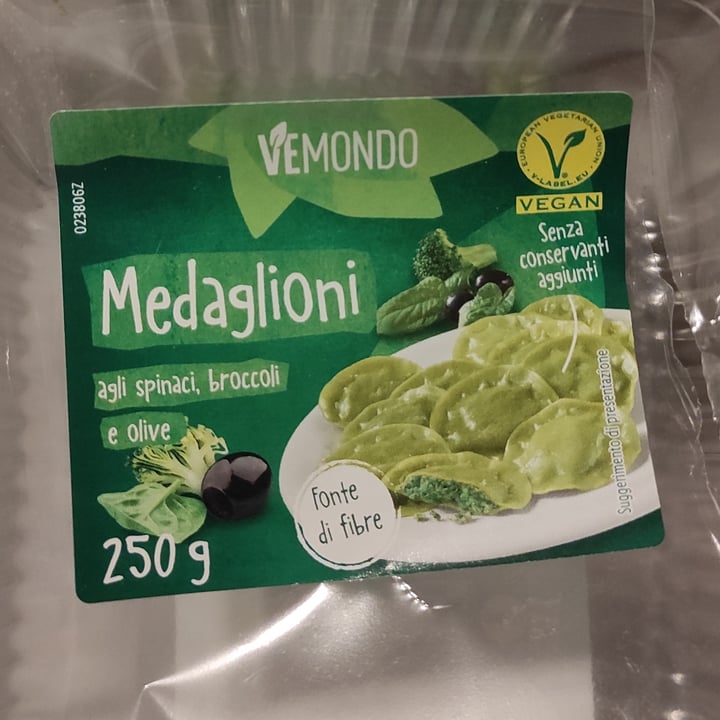 VEMONDO
EUROPEAN VEGETARIAN UNION
V-LABEL.EU
VEGAN
Senza
conservanti
aggiunti
023806Z
Medaglioni
agli spinaci, broccoli
e olive
Fonte
di fibre
250 g
Suggerimento di presentazione